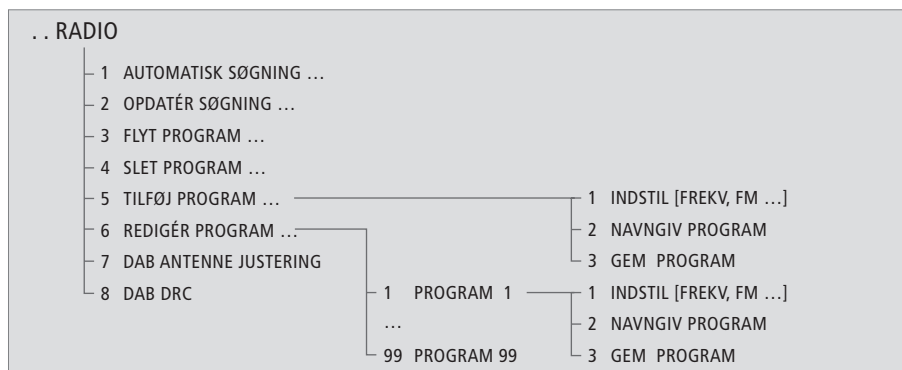 . . RADIO
1 AUTOMATISK SØGNING …
2 OPDATÉR SØGNING …
3 FLYT PROGRAM …
4 SLET PROGRAM …
5 TILFØJ PROGRAM … 1 INDSTIL [FREKV, FM …]
6 REDIGÉR PROGRAM … 2 NAVNGIV PROGRAM
7 DAB ANTENNE JUSTERING 3 GEM PROGRAM
8 DAB DRC 1 PROGRAM 1 1 INDSTIL [FREKV, FM …]
… 2 NAVNGIV PROGRAM
99 PROGRAM 99 3 GEM PROGRAM